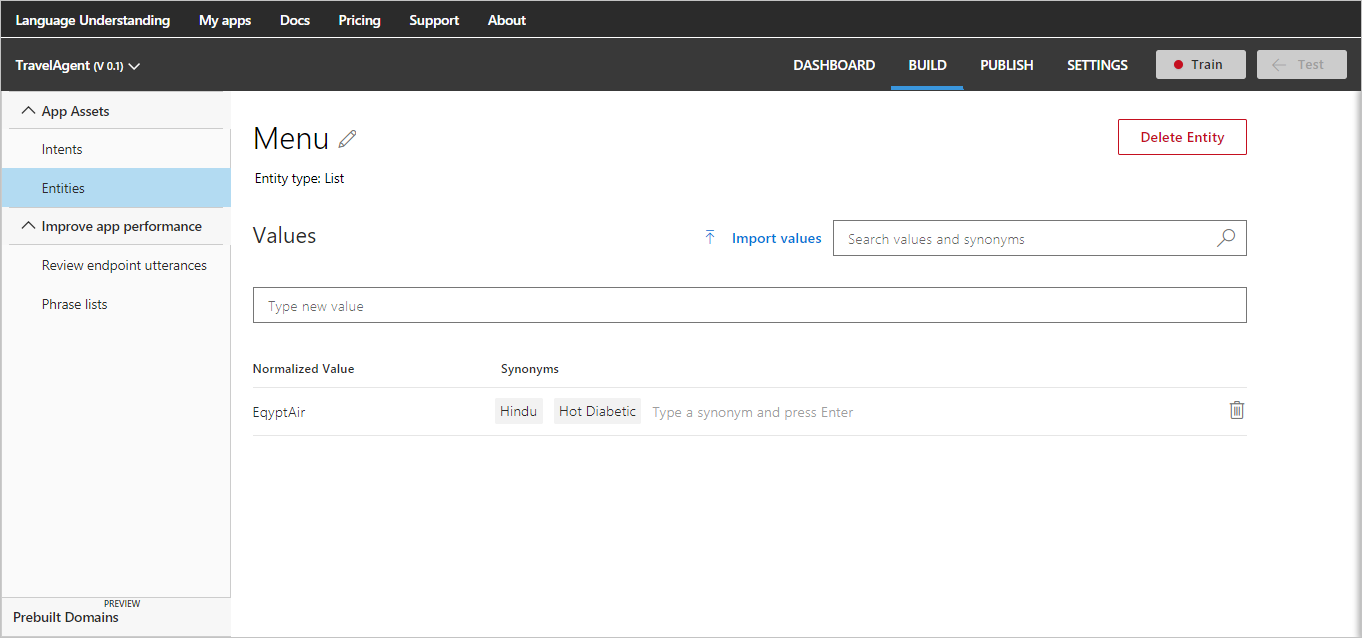 Language Understanding My apps Docs Pricing Support About
TravelAgent (V 0.1) DASHBOARD BUILD PUBLISH SETTINGS Train Test
App Assets
Intents
Entities
Improve app performance
Review endpoint utterances
Phrase lists
PREVIEW
Prebuilt Domains
Menu
Delete Entity
Entity type: List
Values Import values Search values and synonyms
Type new value
Normalized Value Synonyms
EqyptAir Hindu Hot Diabetic Type a synonym and press Enter